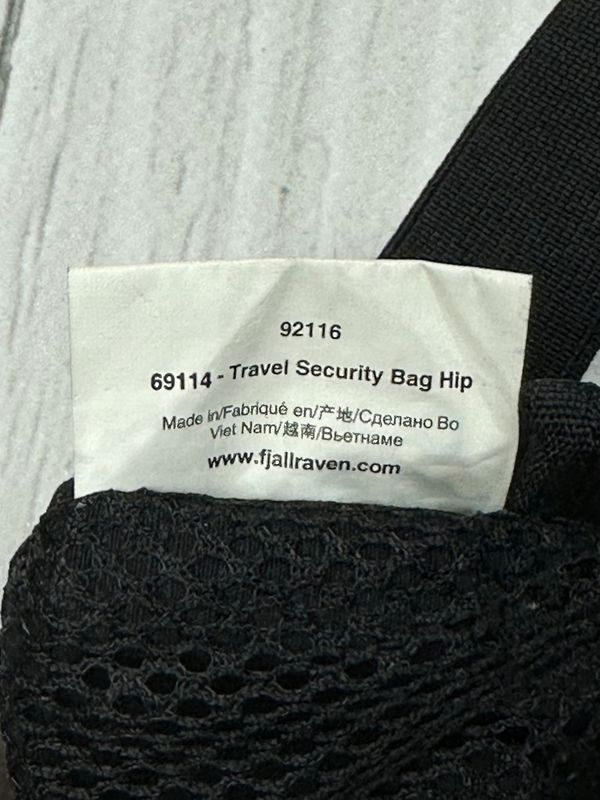 92116
69114 - Travel Security Bag Hip
Made in/Fabriqué en/产地/Сделано Во
Viet Nam/越南/Вьетнаме
www.fjallraven.com